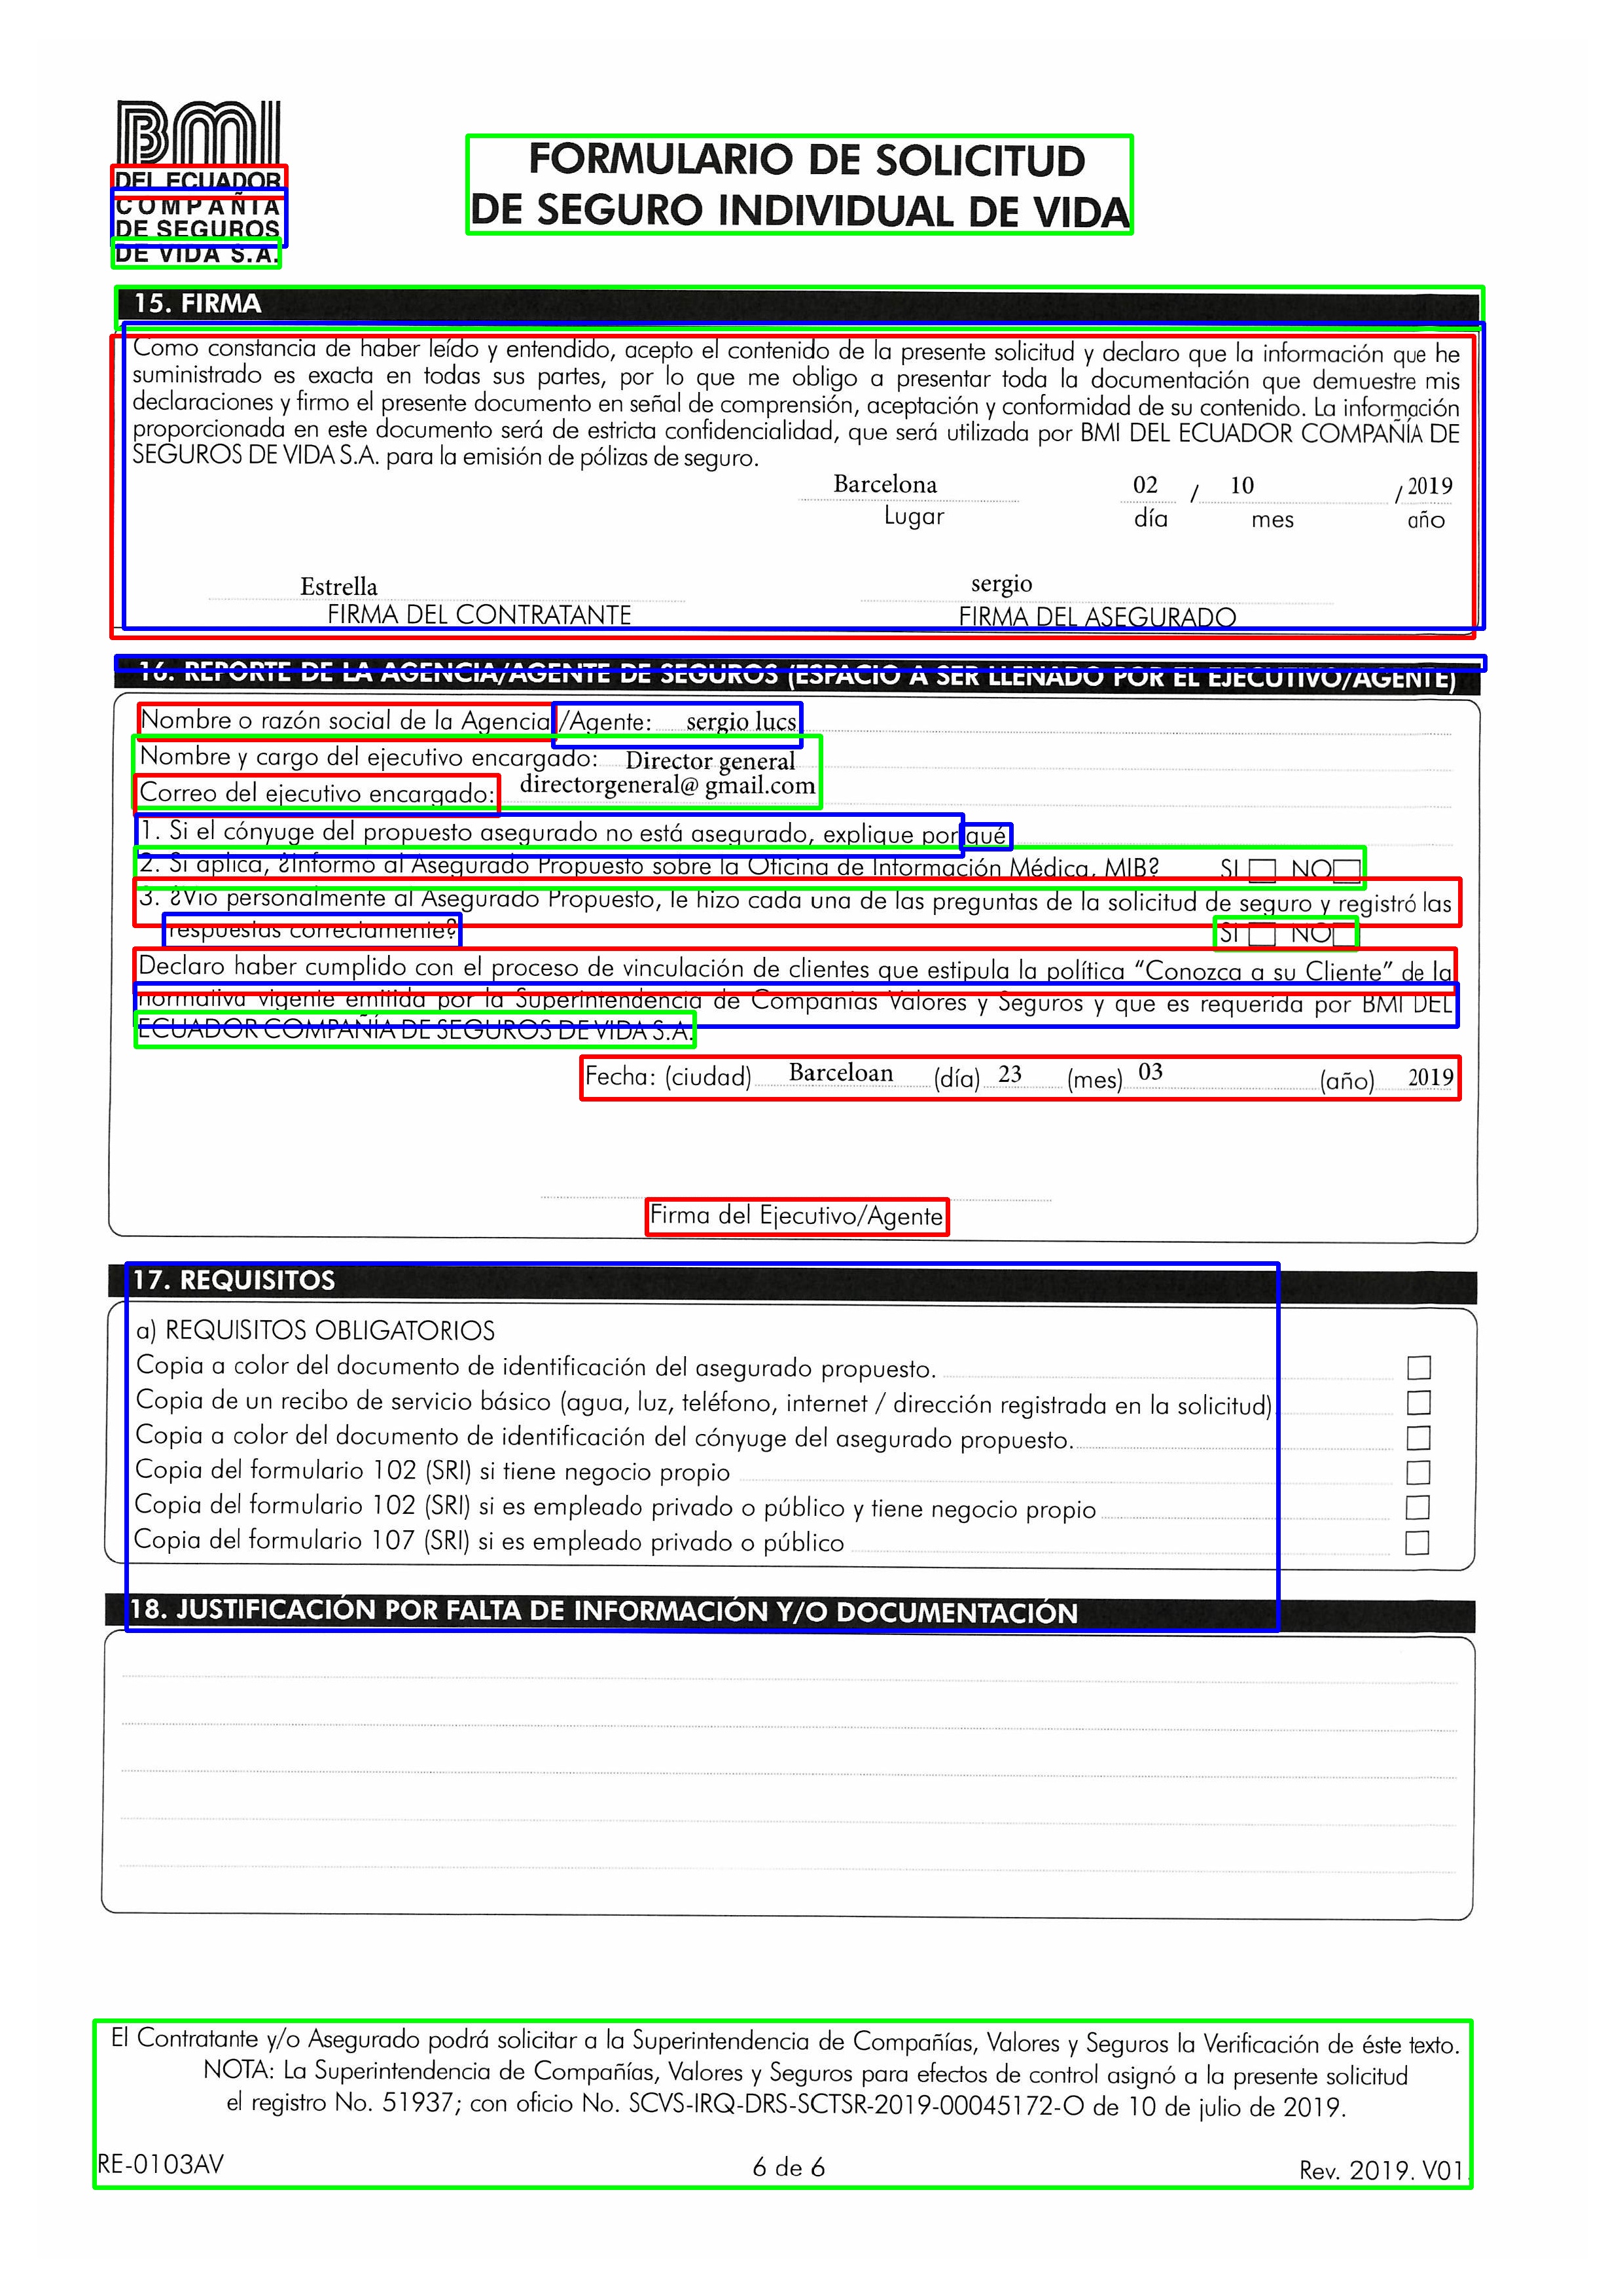 BMI
DEL ECUADOR
COMPAÑIA
DE SEGUROS
DE VIDA S.A.
FORMULARIO DE SOLICITUD
DE SEGURO INDIVIDUAL DE VIDA
15. FIRMA
Como constancia de haber leído y entendido, acepto el contenido de la presente solicitud y declaro que la información que he
suministrado es exacta en todas sus partes, por lo que me obligo a presentar toda la documentación que demuestre mis
declaraciones y firmo el presente documento en señal de comprensión, aceptación y conformidad de su contenido. La información
proporcionada en este documento será de estricta confidencialidad, que será utilizada por BMI DEL ECUADOR COMPAÑÍA DE
SEGUROS DE VIDA S.A. para la emisión de pólizas de seguro.
Barcelona 02 / 10 / 2019
Lugar día mes año
Estrella sergio
FIRMA DEL CONTRATANTE FIRMA DEL ASEGURADO
16. REPORTE DE LA AGENCIA/AGENTE DE SEGUROS (ESPACIO A SER LLENADO POR EL EJECUTIVO/AGENTE)
Nombre o razón social de la Agencia/Agente: sergio lucs
Nombre y cargo del ejecutivo encargado: Director general
Correo del ejecutivo encargado: directorgeneral@ gmail.com
1. Si el cónyuge del propuesto asegurado no está asegurado, explique por qué
2. Si aplica, ¿Informo al Asegurado Propuesto sobre la Oficina de Información Médica, MIB? SI NO
3. ¿Vio personalmente al Asegurado Propuesto, le hizo cada una de las preguntas de la solicitud de seguro y registró las
respuestas correctamente? SI NO
Declaro haber cumplido con el proceso de vinculación de clientes que estipula la política “Conozca a su Cliente” de la
normativa vigente emitida por la Superintendencia de Compañías Valores y Seguros y que es requerida por BMI DEL
ECUADOR COMPAÑÍA DE SEGUROS DE VIDA S.A.
Fecha: (ciudad) Barceloan (día) 23 (mes) 03 (año) 2019
Firma del Ejecutivo/Agente
17. REQUISITOS
a) REQUISITOS OBLIGATORIOS
Copia a color del documento de identificación del asegurado propuesto.
Copia de un recibo de servicio básico (agua, luz, teléfono, internet / dirección registrada en la solicitud)
Copia a color del documento de identificación del cónyuge del asegurado propuesto.
Copia del formulario 102 (SRI) si tiene negocio propio
Copia del formulario 102 (SRI) si es empleado privado o público y tiene negocio propio
Copia del formulario 107 (SRI) si es empleado privado o público
18. JUSTIFICACIÓN POR FALTA DE INFORMACIÓN Y/O DOCUMENTACIÓN
El Contratante y/o Asegurado podrá solicitar a la Superintendencia de Compañías, Valores y Seguros la Verificación de éste texto.
NOTA: La Superintendencia de Compañías, Valores y Seguros para efectos de control asignó a la presente solicitud
el registro No. 51937; con oficio No. SCVS-IRQ-DRS-SCTSR-2019-00045172-O de 10 de julio de 2019.
RE-0103AV 6 de 6 Rev. 2019. V01.